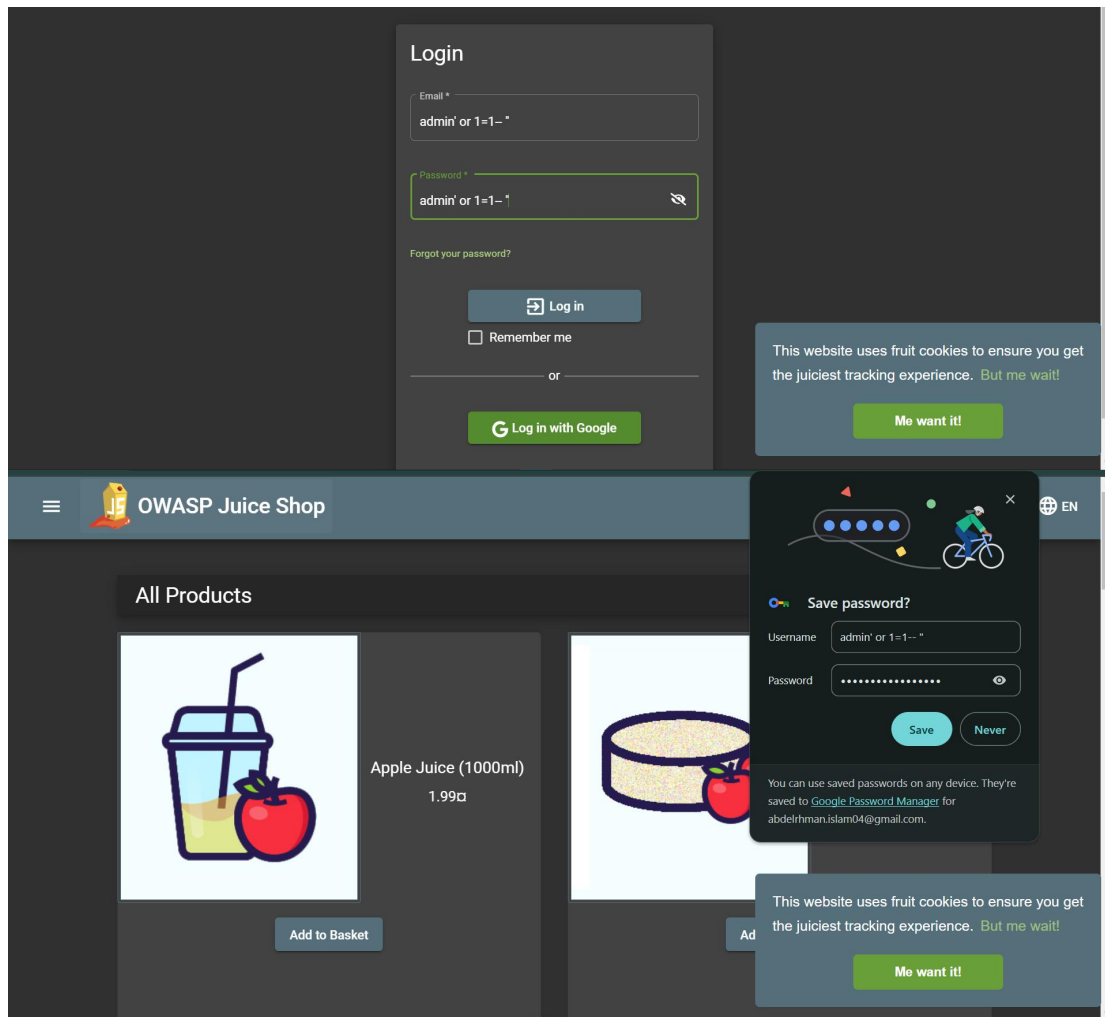 Login
Email *
admin' or 1=1-- "
Password *
admin' or 1=1-- "
Forgot your password?
Log in
Remember me
or
G Log in with Google
This website uses fruit cookies to ensure you get
the juiciest tracking experience. But me wait!
Me want it!
JS
OWASP Juice Shop
EN
All Products
Save password?
Username
admin' or 1=1-- "
Password
•••••••••••••••••
Save
Never
You can use saved passwords on any device. They're
saved to Google Password Manager for
abdelrhman.islam04@gmail.com.
Apple Juice (1000ml)
1.99¤
Add to Basket
Ad
This website uses fruit cookies to ensure you get
the juiciest tracking experience. But me wait!
Me want it!